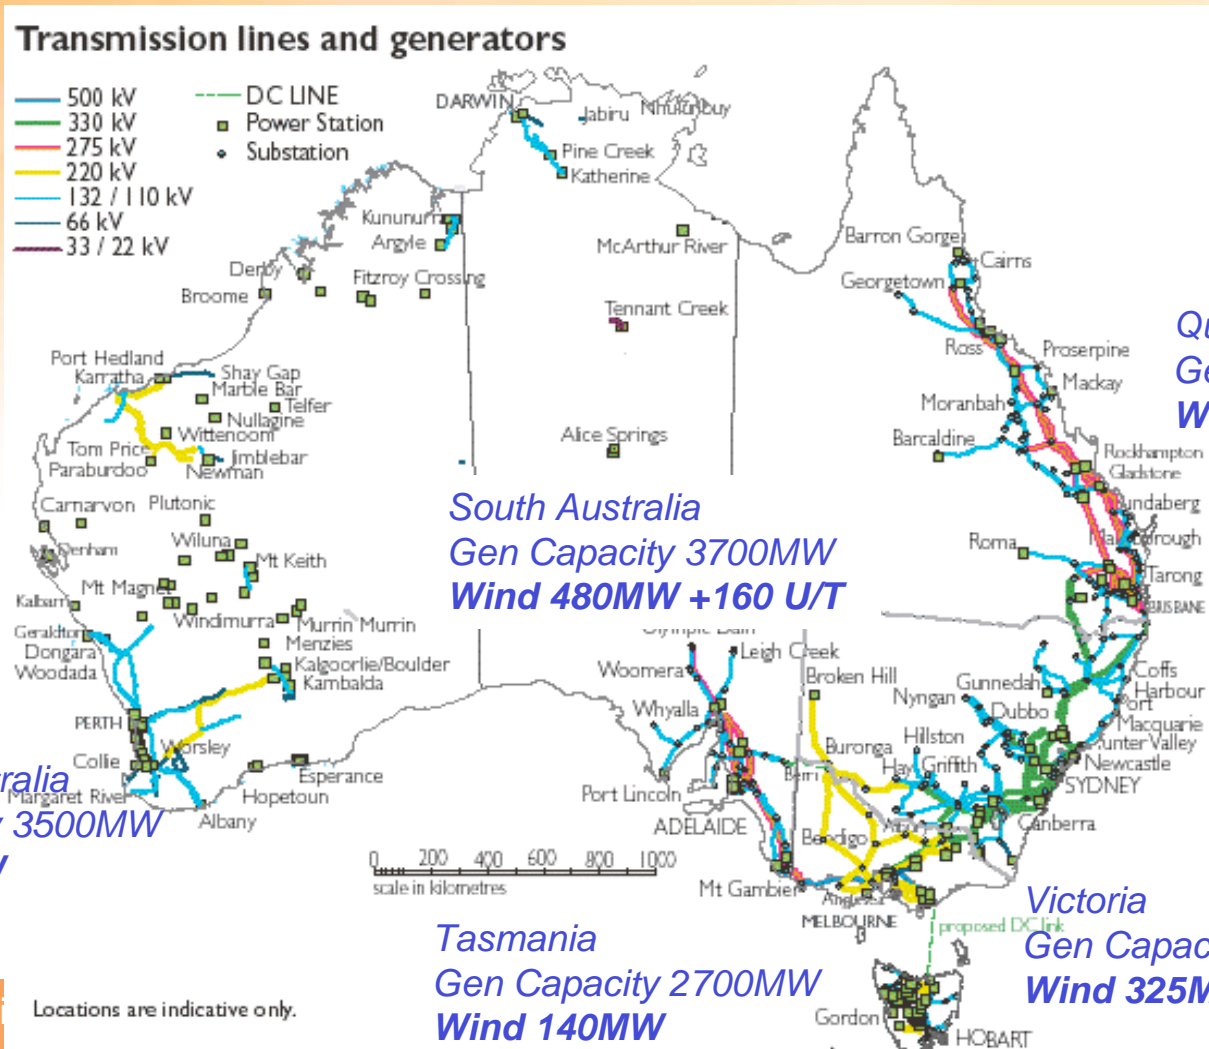 Transmission lines and generators
500 kV
330 kV
275 kV
220 kV
132 / 110 kV
66 kV
33 / 22 kV
DC LINE
Power Station
Substation
DARWIN
Jabiru
Nhulunbuy
Pine Creek
Katherine
Kununurra
Argyle
McArthur River
Barron Gorge
Cairns
Georgetown
Derby
Fitzroy Crossing
Broome
Tennant Creek
Ross
Proserpine
Mackay
Port Hedland
Karratha
Shay Gap
Marble Bar
Telfer
Nullagine
Wittenoom
Tom Price
Paraburdoo
Jimblebar
Newman
Moranbah
Barcaldine
Alice Springs
Rockhampton
Gladstone
Bundaberg
Carnarvon
Plutonic
South Australia
Gen Capacity 3700MW
Wind 480MW +160 U/T
Denham
Wiluna
Mt Keith
Roma
Tarong
BRISBANE
Mt Magnet
Kalbarri
Windimurra
Murrin Murrin
Geraldton
Dongara
Woodada
Menzies
Kalgoorlie/Boulder
Kambalda
Woomera
Leigh Creek
Broken Hill
Whyalla
Nyngan
Gunnedah
Dubbo
Coffs
Harbour
Port
Macquarie
Hunter Valley
Newcastle
SYDNEY
PERTH
Collie
Worsley
Margaret River
Albany
Hopetoun
Esperance
3500MW
Port Lincoln
ADELAIDE
Berri
Buronga
Hillston
Hay
Griffith
Canberra
Bendigo
Mt Gambier
Anglesea
MELBOURNE
0 200 400 600 800 1000
scale in kilometres
proposed DC link
Victoria
Gen
Wind
Tasmania
Gen Capacity 2700MW
Wind 140MW
Gordon
HOBART
Locations are indicative only.